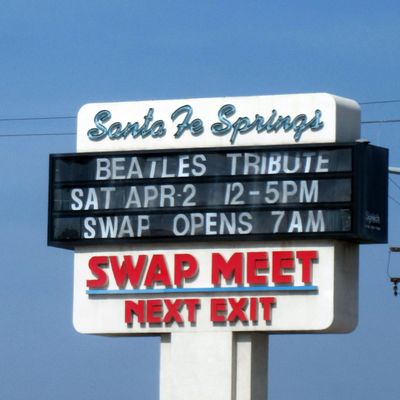 Santa Fe Springs
BEATLES TRIBUTE
SAT APR-2 12-5PM
SWAP OPENS 7AM
SWAP MEET
NEXT EXIT